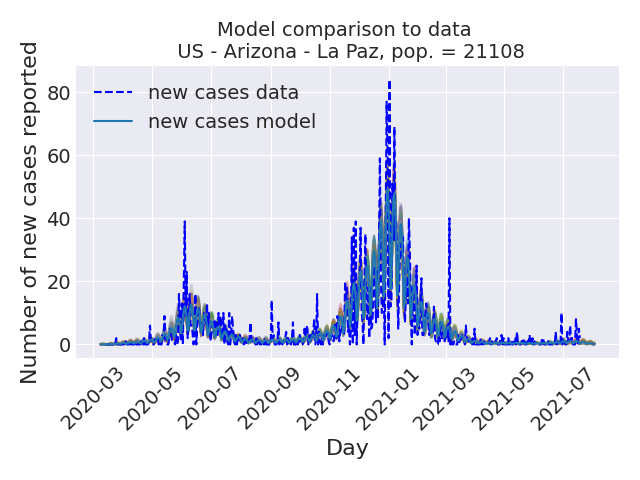 Model comparison to data
US - Arizona - La Paz, pop. = 21108
Number of new cases reported
80
60
40
20
0
new cases data
new cases model
2020-03
2020-05
2020-07
2020-09
2020-11
2021-01
2021-03
2021-05
2021-07
Day